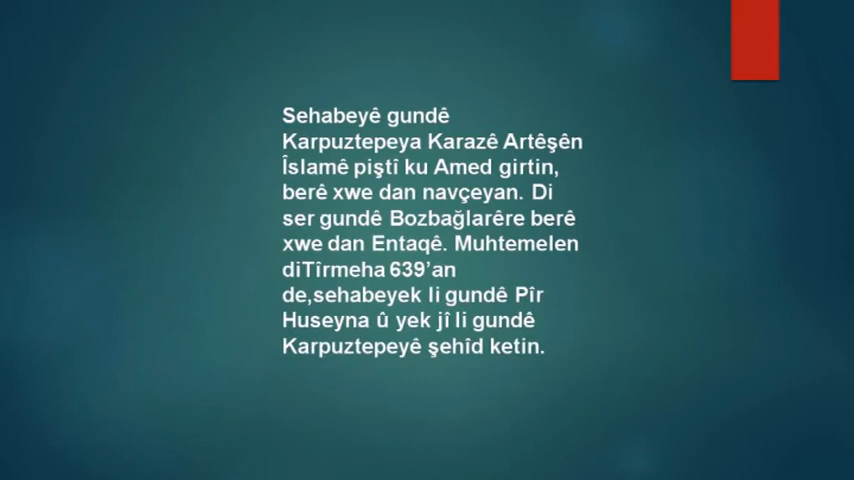 Sehabeyê gundê
Karpuztepeya Karazê Artêşên
Îslamê piştî ku Amed girtin,
berê xwe dan navçeyan. Di
ser gundê Bozbağlarêre berê
xwe dan Entaqê. Muhtemelen
diTîrmeha 639’an
de,sehabeyek li gundê Pîr
Huseyna û yek jî li gundê
Karpuztepeyê şehîd ketin.